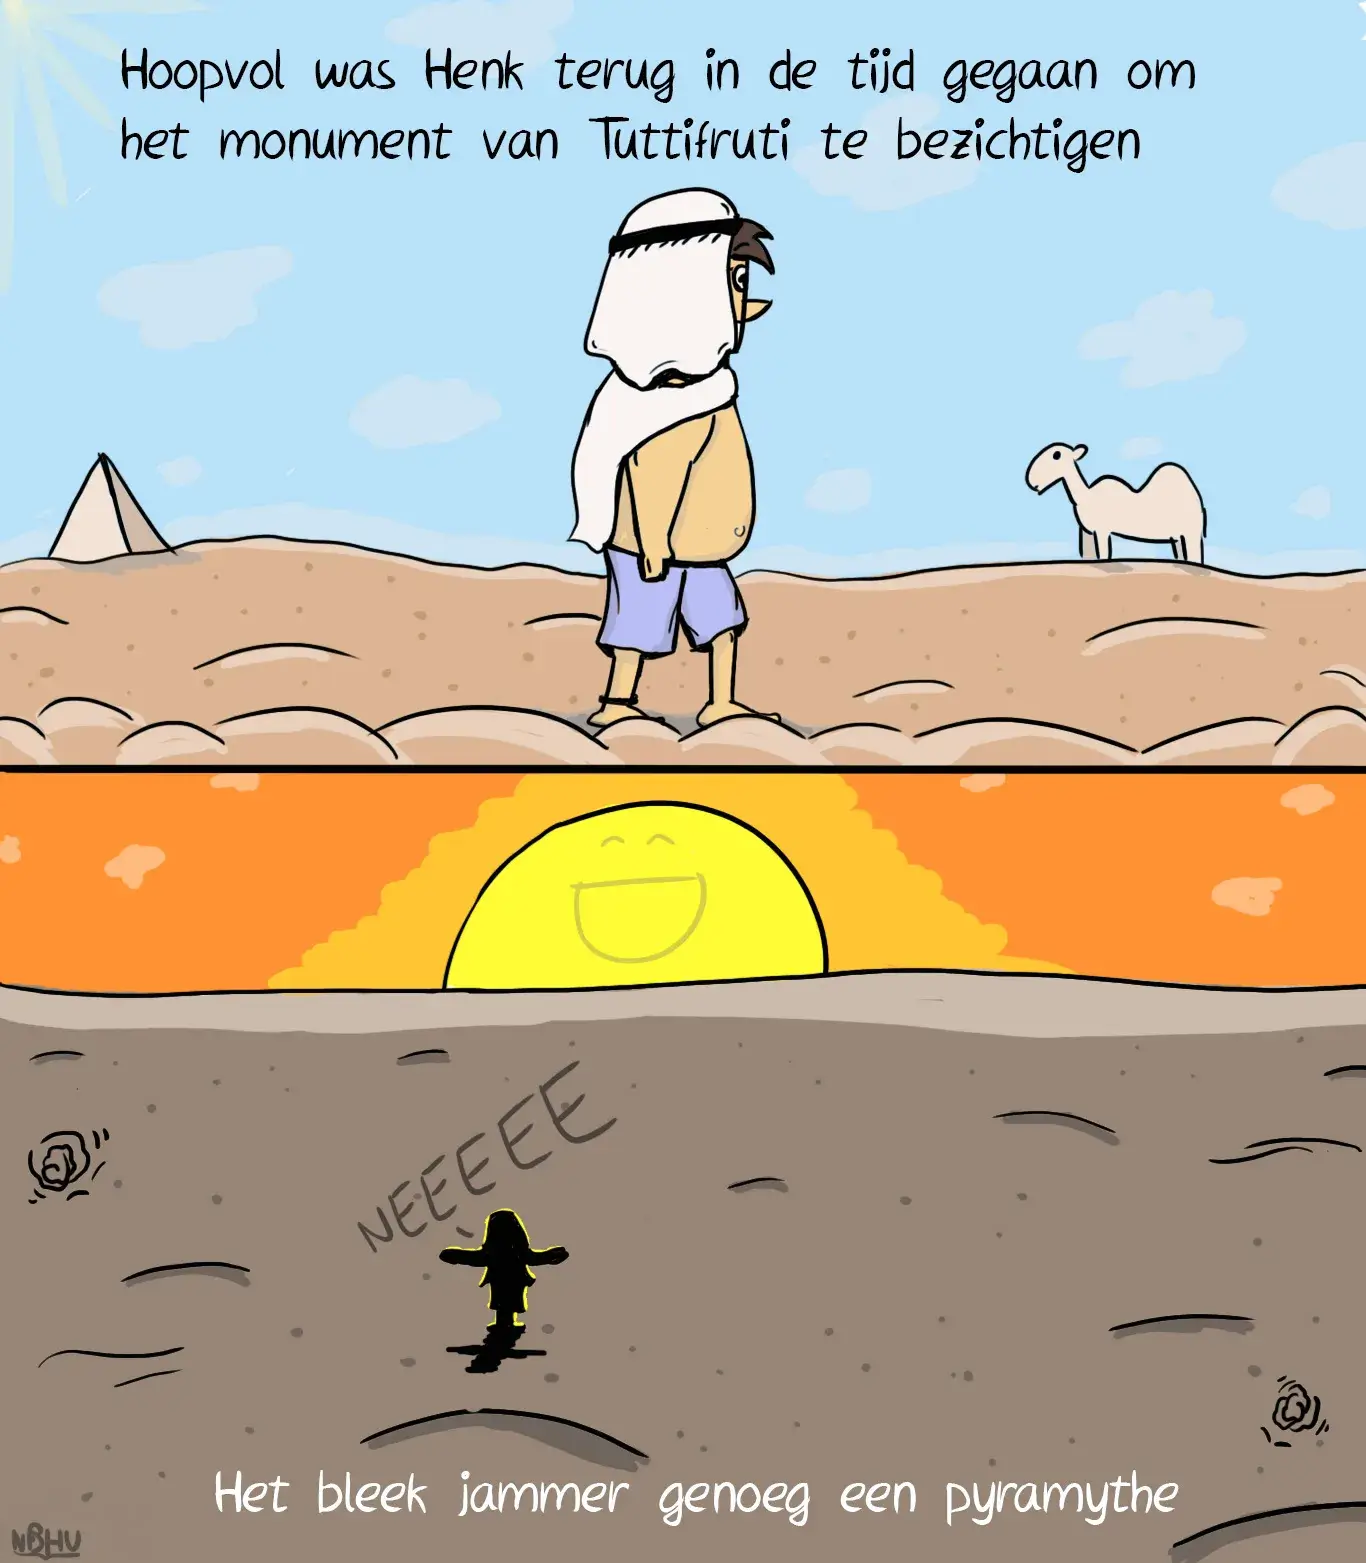 Hoopvol was Henk terug in de tijd gegaan om
het monument van Tuttifruti te bezichtigen
NEEEEE
Het bleek jammer genoeg een pyramythe
NBHU